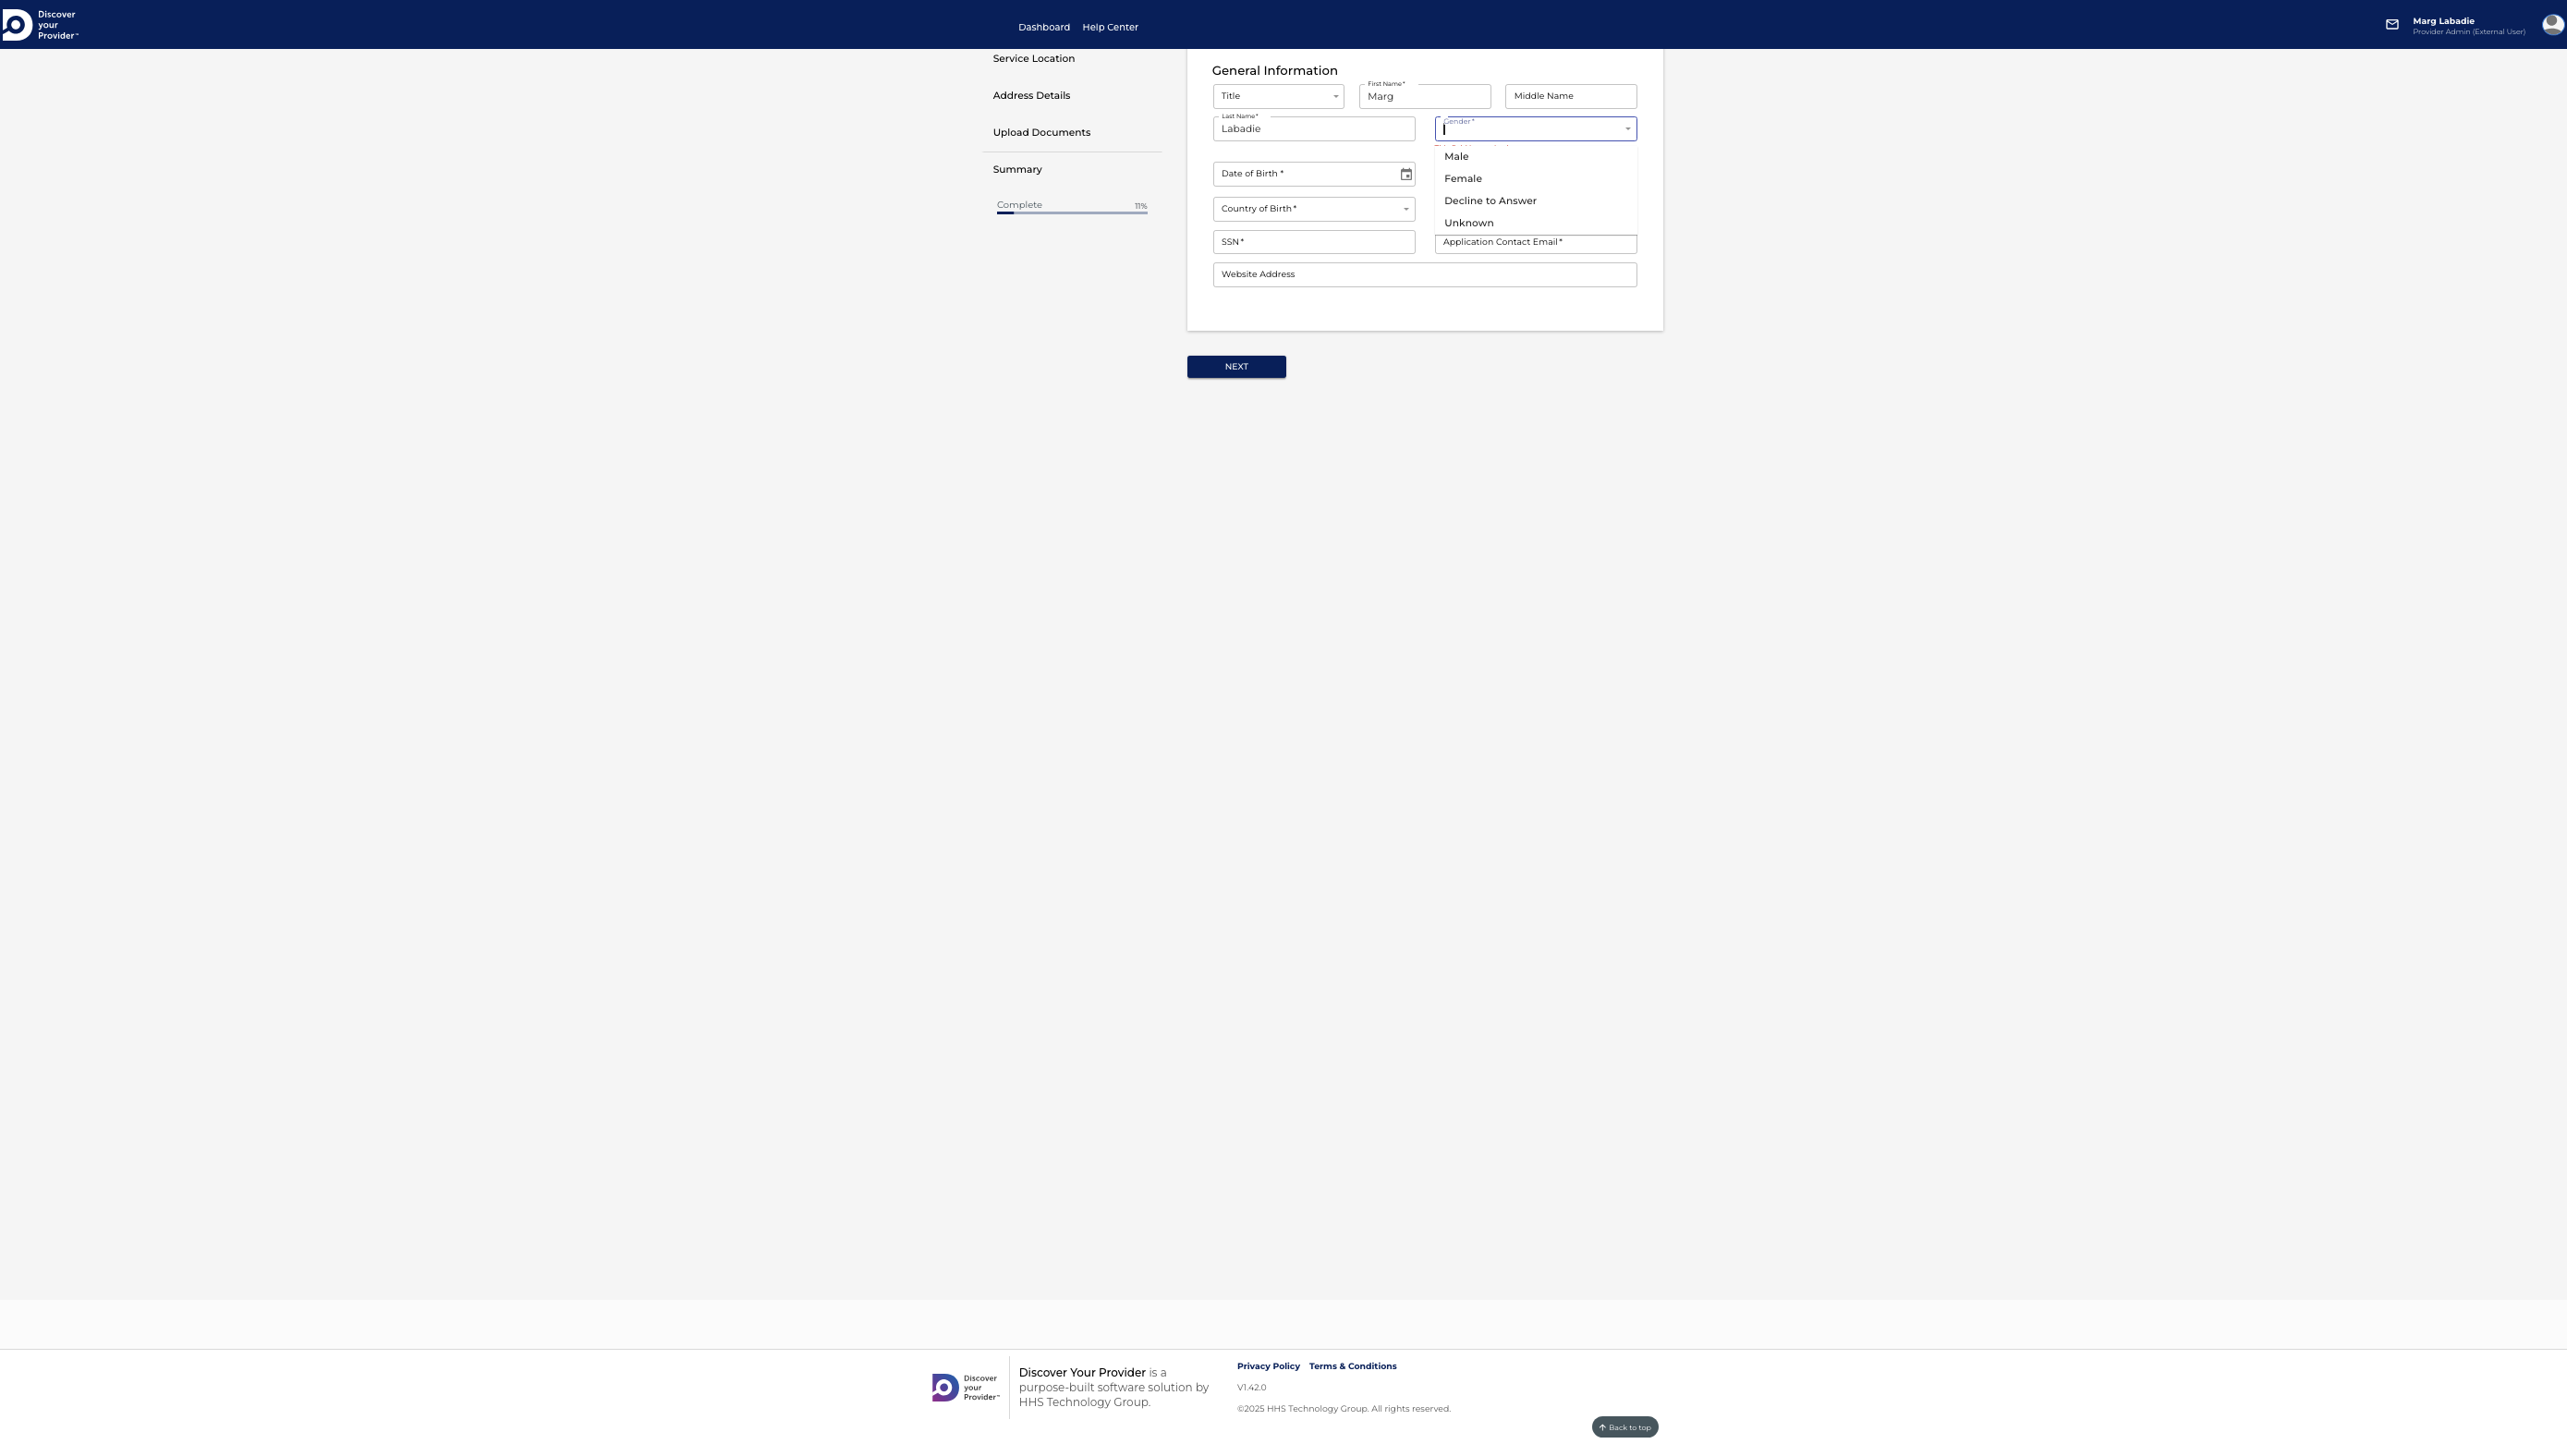 Discover
your
Provider™
Dashboard Help Center
Marg Labadie
Provider Admin (External User)
Service Location
Address Details
Upload Documents
Summary
Complete 11%
General Information
Title
First Name *
Marg
Middle Name
Last Name *
Labadie
Gender *
Male
Female
Decline to Answer
Unknown
Date of Birth *
Country of Birth *
SSN *
Application Contact Email *
Website Address
NEXT
Discover
your
Provider™
Discover Your Provider is a
purpose-built software solution by
HHS Technology Group.
Privacy Policy Terms & Conditions
V1.42.0
©2025 HHS Technology Group. All rights reserved.
Back to top